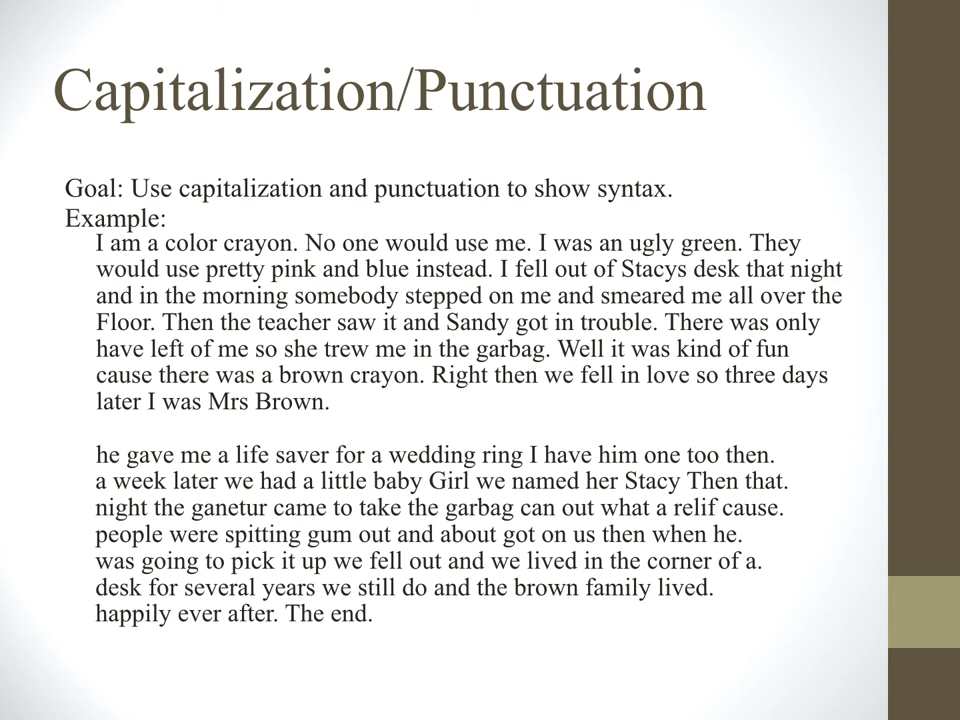 Capitalization/Punctuation
Goal: Use capitalization and punctuation to show syntax.
Example:
I am a color crayon. No one would use me. I was an ugly green. They
would use pretty pink and blue instead. I fell out of Stacys desk that night
and in the morning somebody stepped on me and smeared me all over the
Floor. Then the teacher saw it and Sandy got in trouble. There was only
have left of me so she trew me in the garbag. Well it was kind of fun
cause there was a brown crayon. Right then we fell in love so three days
later I was Mrs Brown.
he gave me a life saver for a wedding ring I have him one too then.
a week later we had a little baby Girl we named her Stacy Then that.
night the ganetur came to take the garbag can out what a relif cause.
people were spitting gum out and about got on us then when he.
was going to pick it up we fell out and we lived in the corner of a.
desk for several years we still do and the brown family lived.
happily ever after. The end.